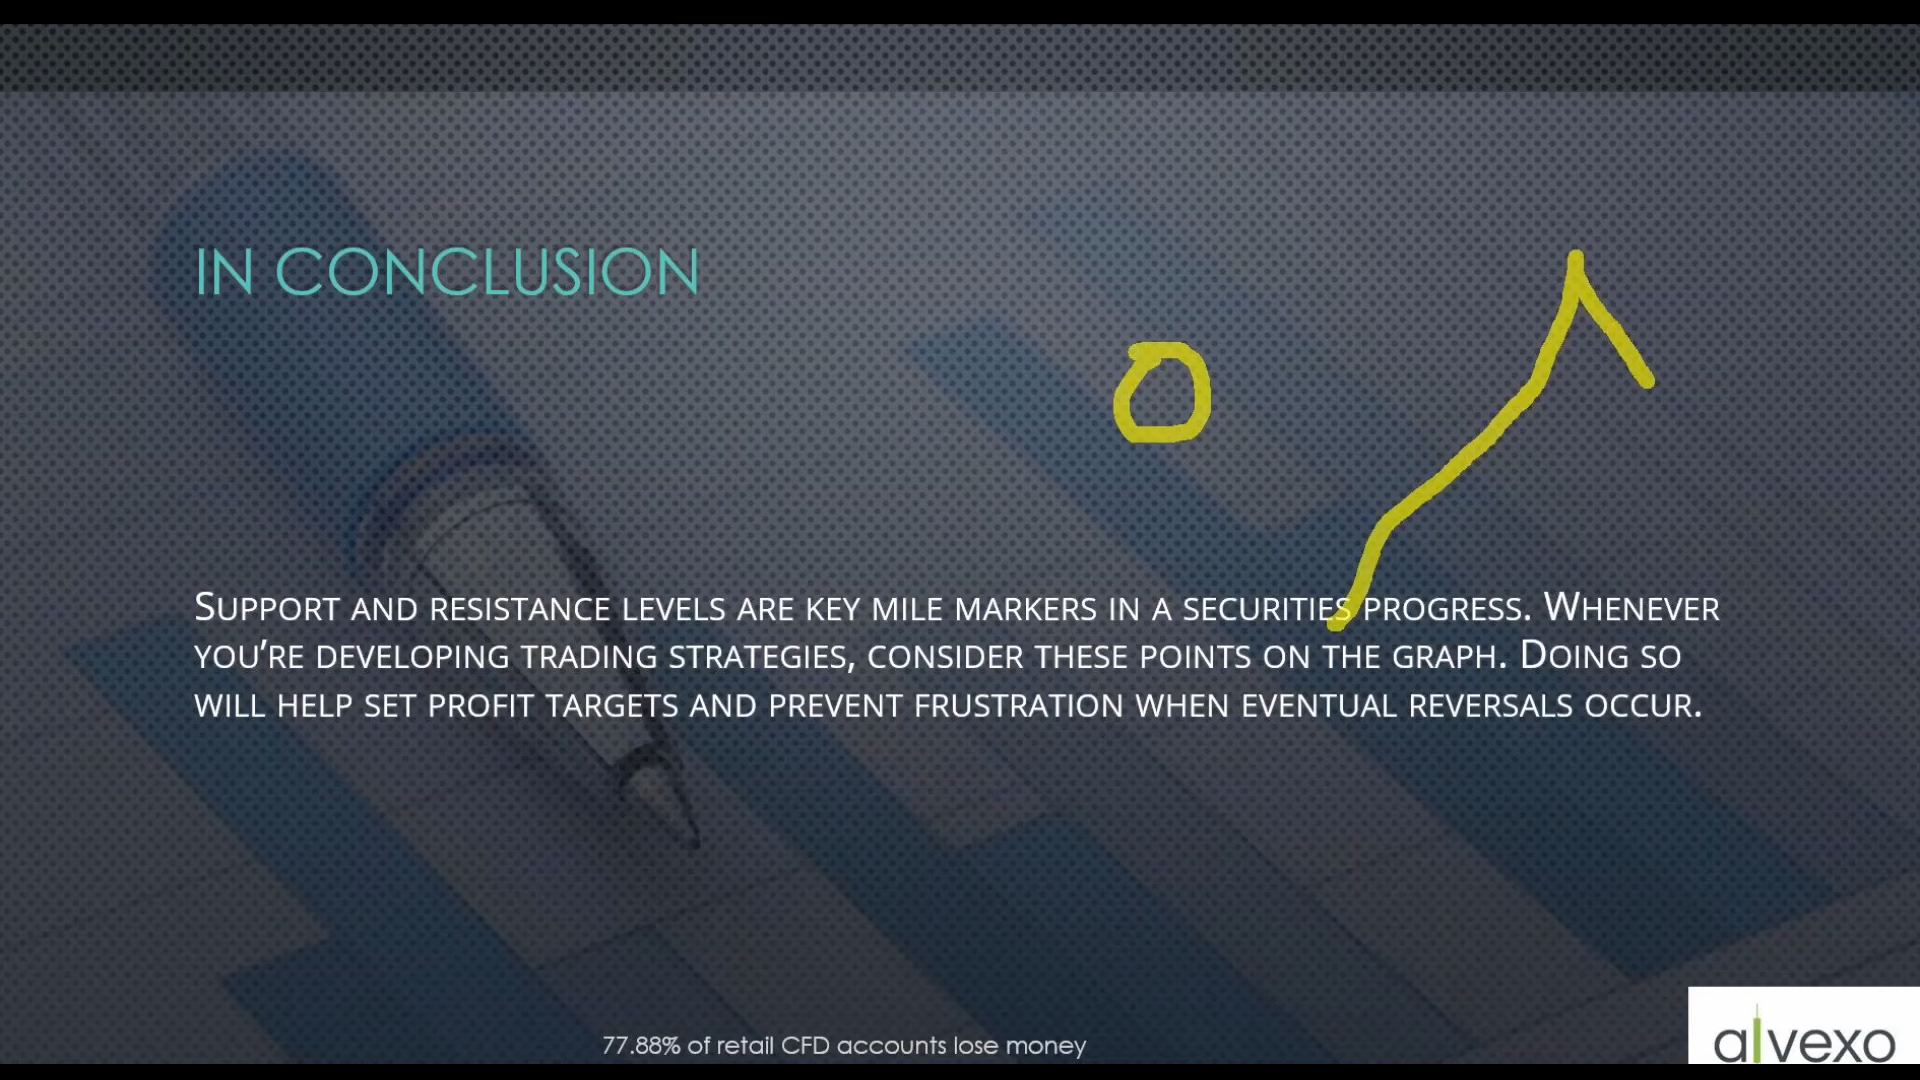 IN CONCLUSION
SUPPORT AND RESISTANCE LEVELS ARE KEY MILE MARKERS IN A SECURITIES PROGRESS. WHENEVER
YOU'RE DEVELOPING TRADING STRATEGIES, CONSIDER THESE POINTS ON THE GRAPH. DOING SO
WILL HELP SET PROFIT TARGETS AND PREVENT FRUSTRATION WHEN EVENTUAL REVERSALS OCCUR.
77.88% of retail CFD accounts lose money
alvexo